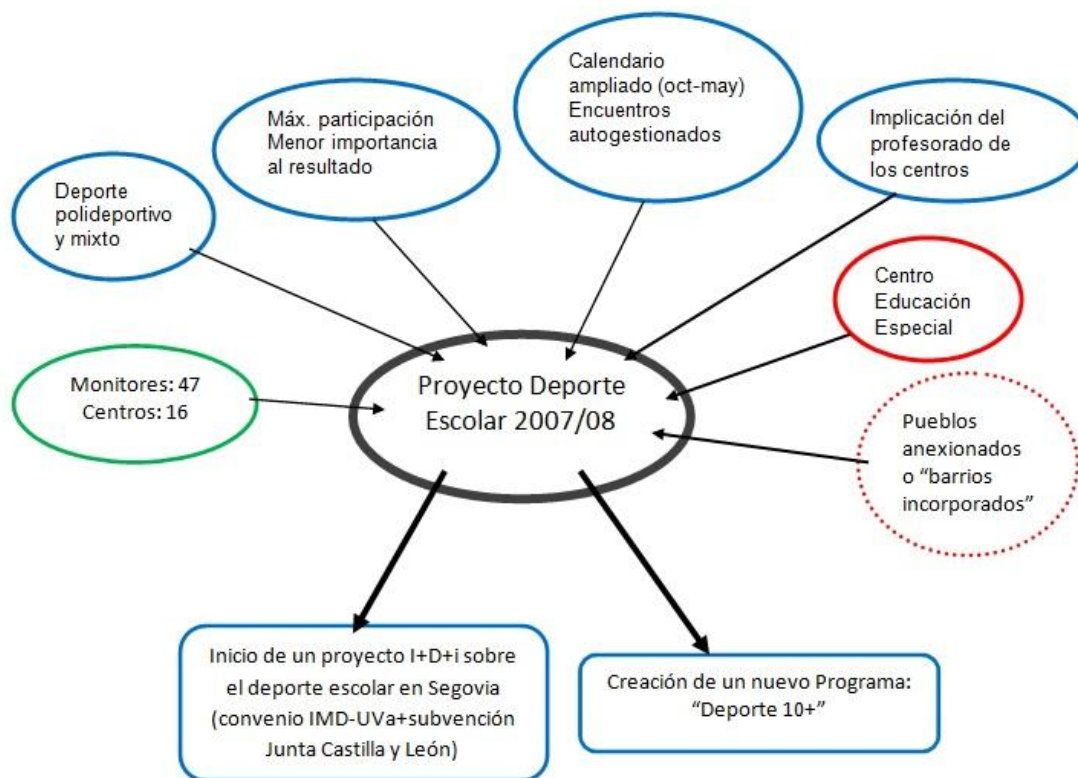 Calendario
ampliado (oct-may)
Encuentros
autogestionados
Máx. participación
Menor importancia
al resultado
Implicación del
profesorado de
los centros
Deporte
polideportivo
y mixto
Centro
Educación
Especial
Monitores: 47
Centros: 16
Proyecto Deporte
Escolar 2007/08
Pueblos
anexionados
o “barrios
incorporados”
Inicio de un proyecto I+D+i sobre
el deporte escolar en Segovia
(convenio IMD-UVa+subvención
Junta Castilla y León)
Creación de un nuevo Programa:
“Deporte 10+”